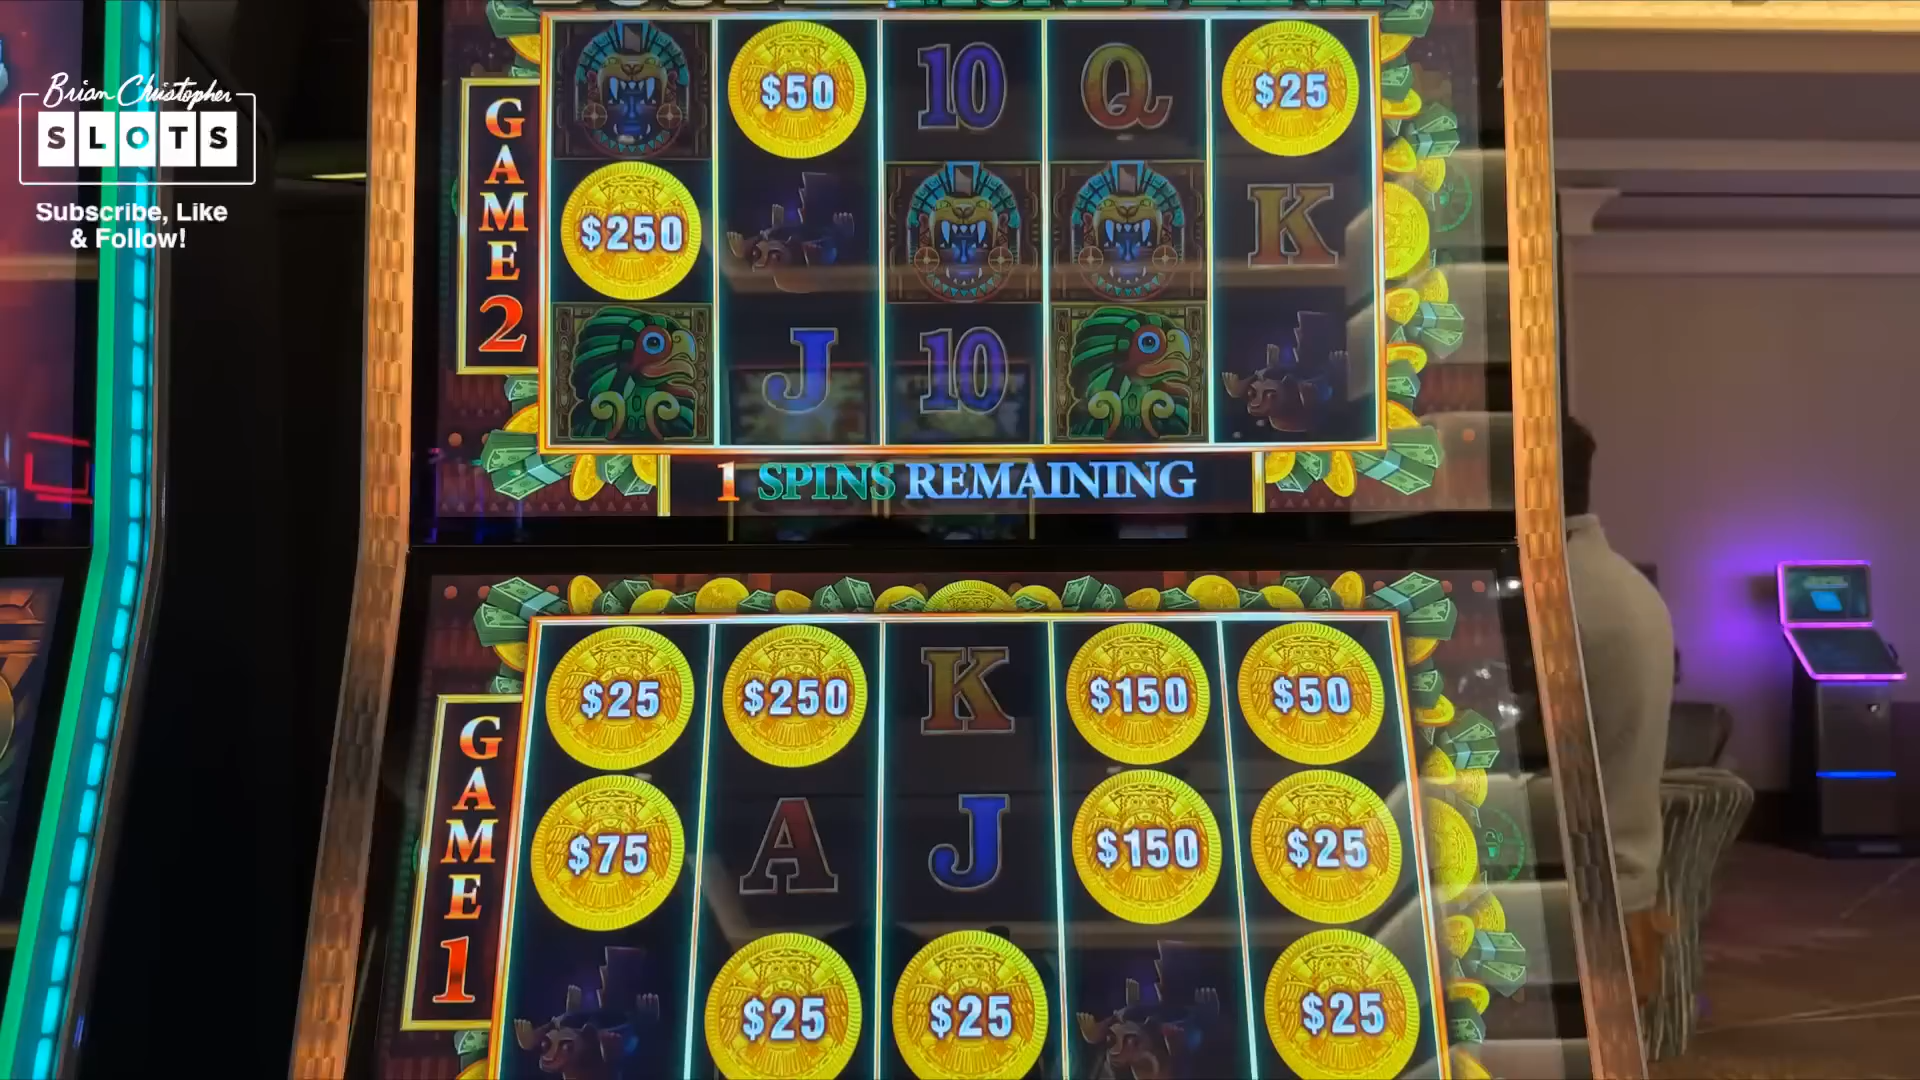 Brian Christopher
SLOTS
Subscribe, Like
& Follow!
GAME 2
$50
10
Q
$25
$250
K
J
10
1 SPINS REMAINING
GAME 1
$25
$250
K
$150
$50
$75
A
J
$150
$25
$25
$25
$25